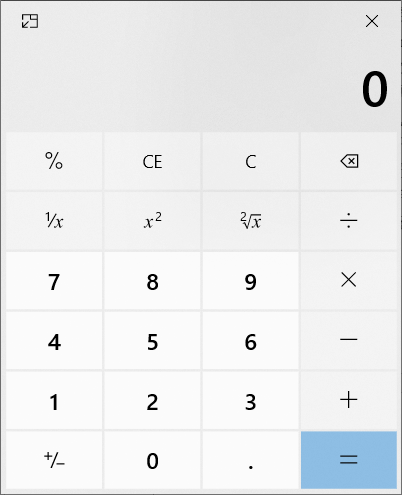 0
% CE C
¹/x x² ²√x ÷
7 8 9 ×
4 5 6 −
1 2 3 +
+/− 0 . =